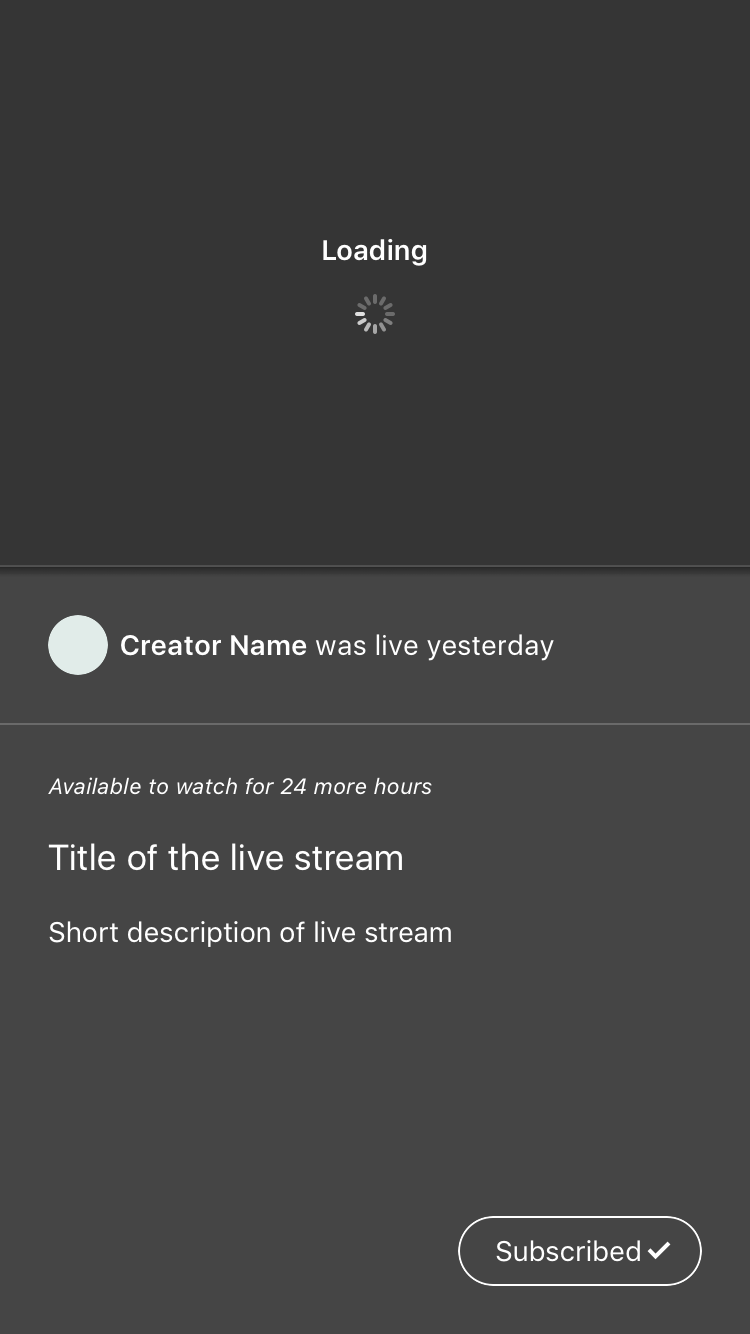 Loading
Creator Name was live yesterday
Available to watch for 24 more hours
Title of the live stream
Short description of live stream
Subscribed